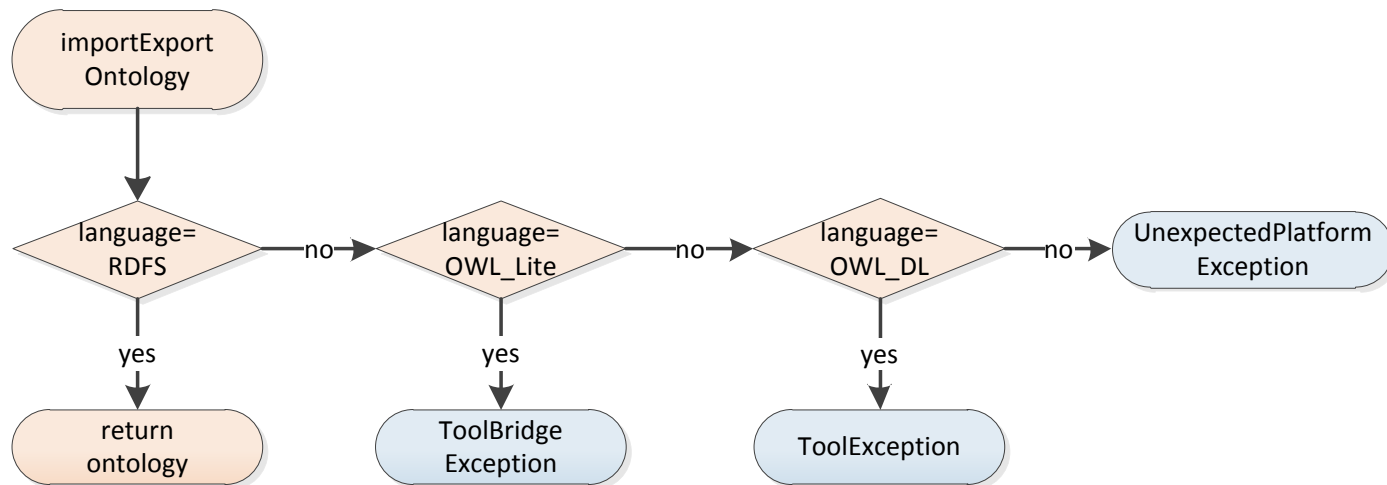 importExport
Ontology
language=
RDFS
no
language=
OWL_Lite
no
language=
OWL_DL
no
UnexpectedPlatform
Exception
yes
yes
yes
return
ontology
ToolBridge
Exception
ToolException